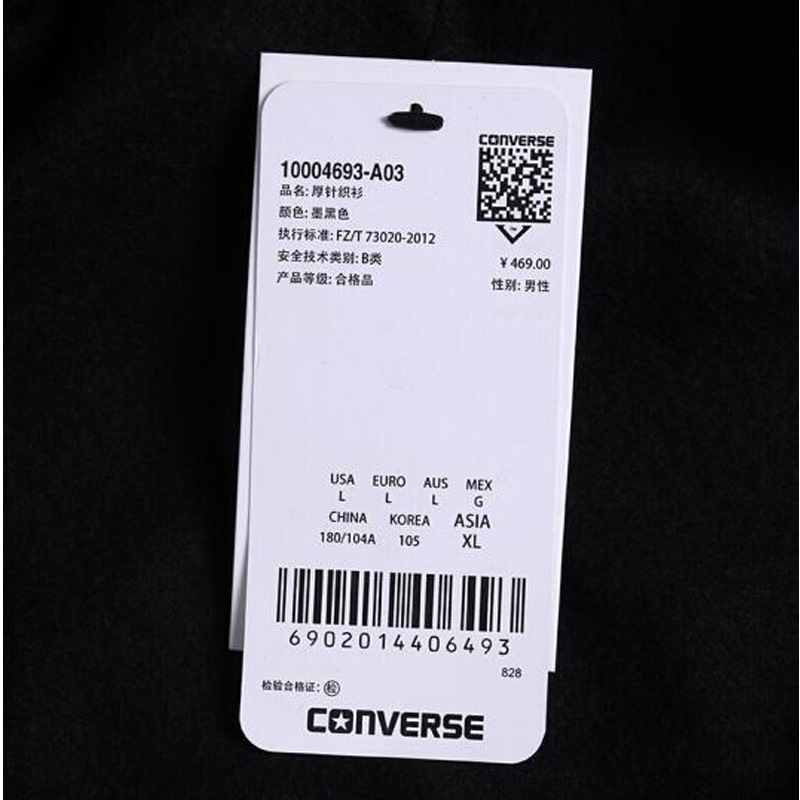 CONVERSE
10004693-A03
品名: 厚针织衫
颜色: 墨黑色
执行标准: FZ/T 73020-2012
安全技术类别: B类
产品等级: 合格品
¥ 469.00
性别: 男性
USA EURO AUS MEX
L L L G
CHINA KOREA ASIA
180/104A 105 XL
6902014406493
828
检验合格证: 检
CONVERSE